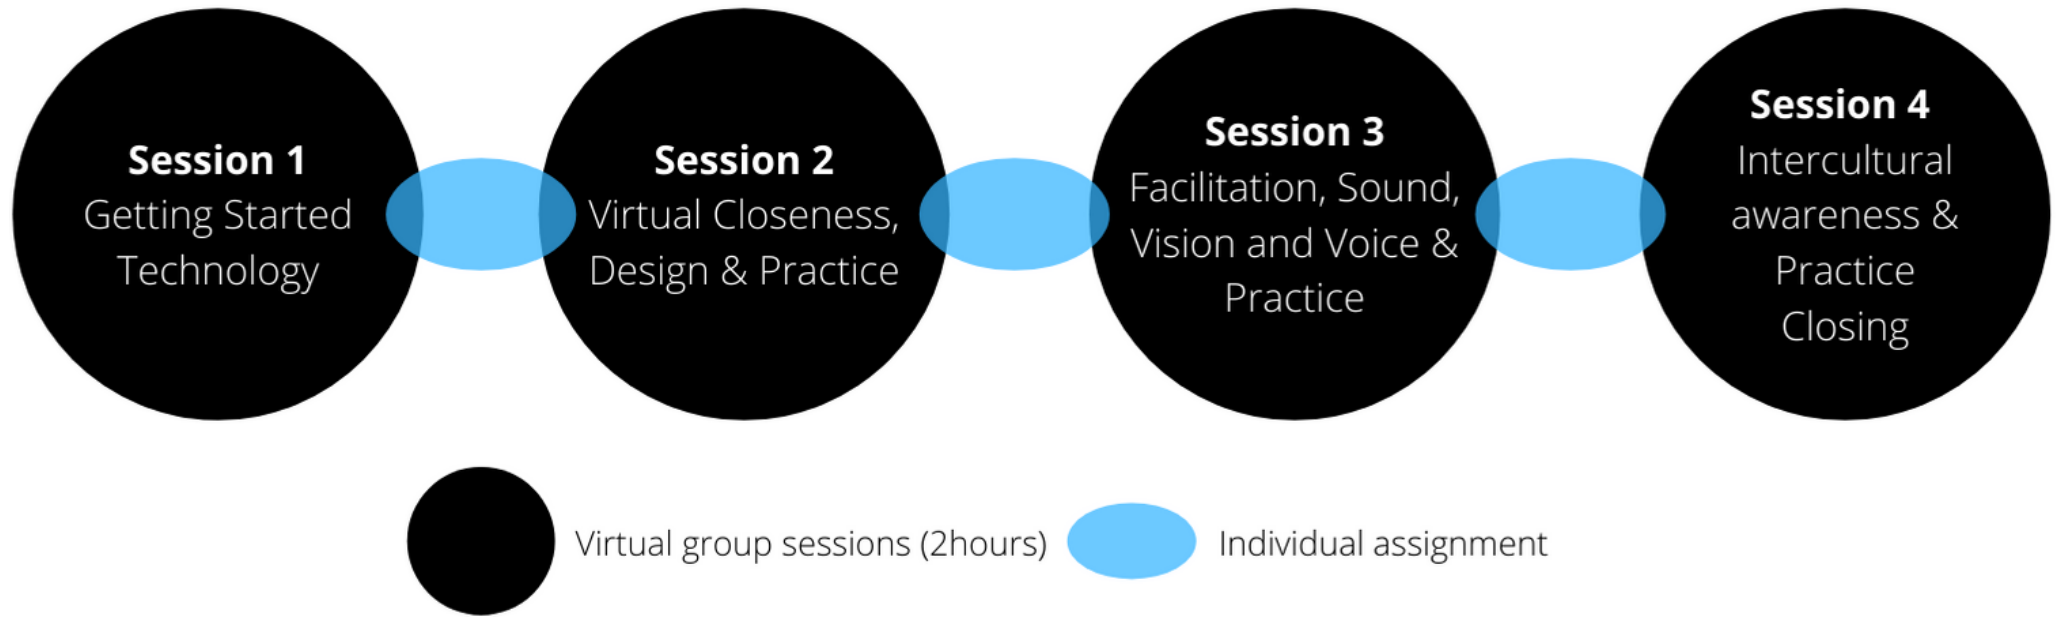 Session 1
Getting Started
Technology
Session 2
Virtual Closeness,
Design & Practice
Session 3
Facilitation, Sound,
Vision and Voice &
Practice
Session 4
Intercultural
awareness &
Practice
Closing
Virtual group sessions (2hours)
Individual assignment